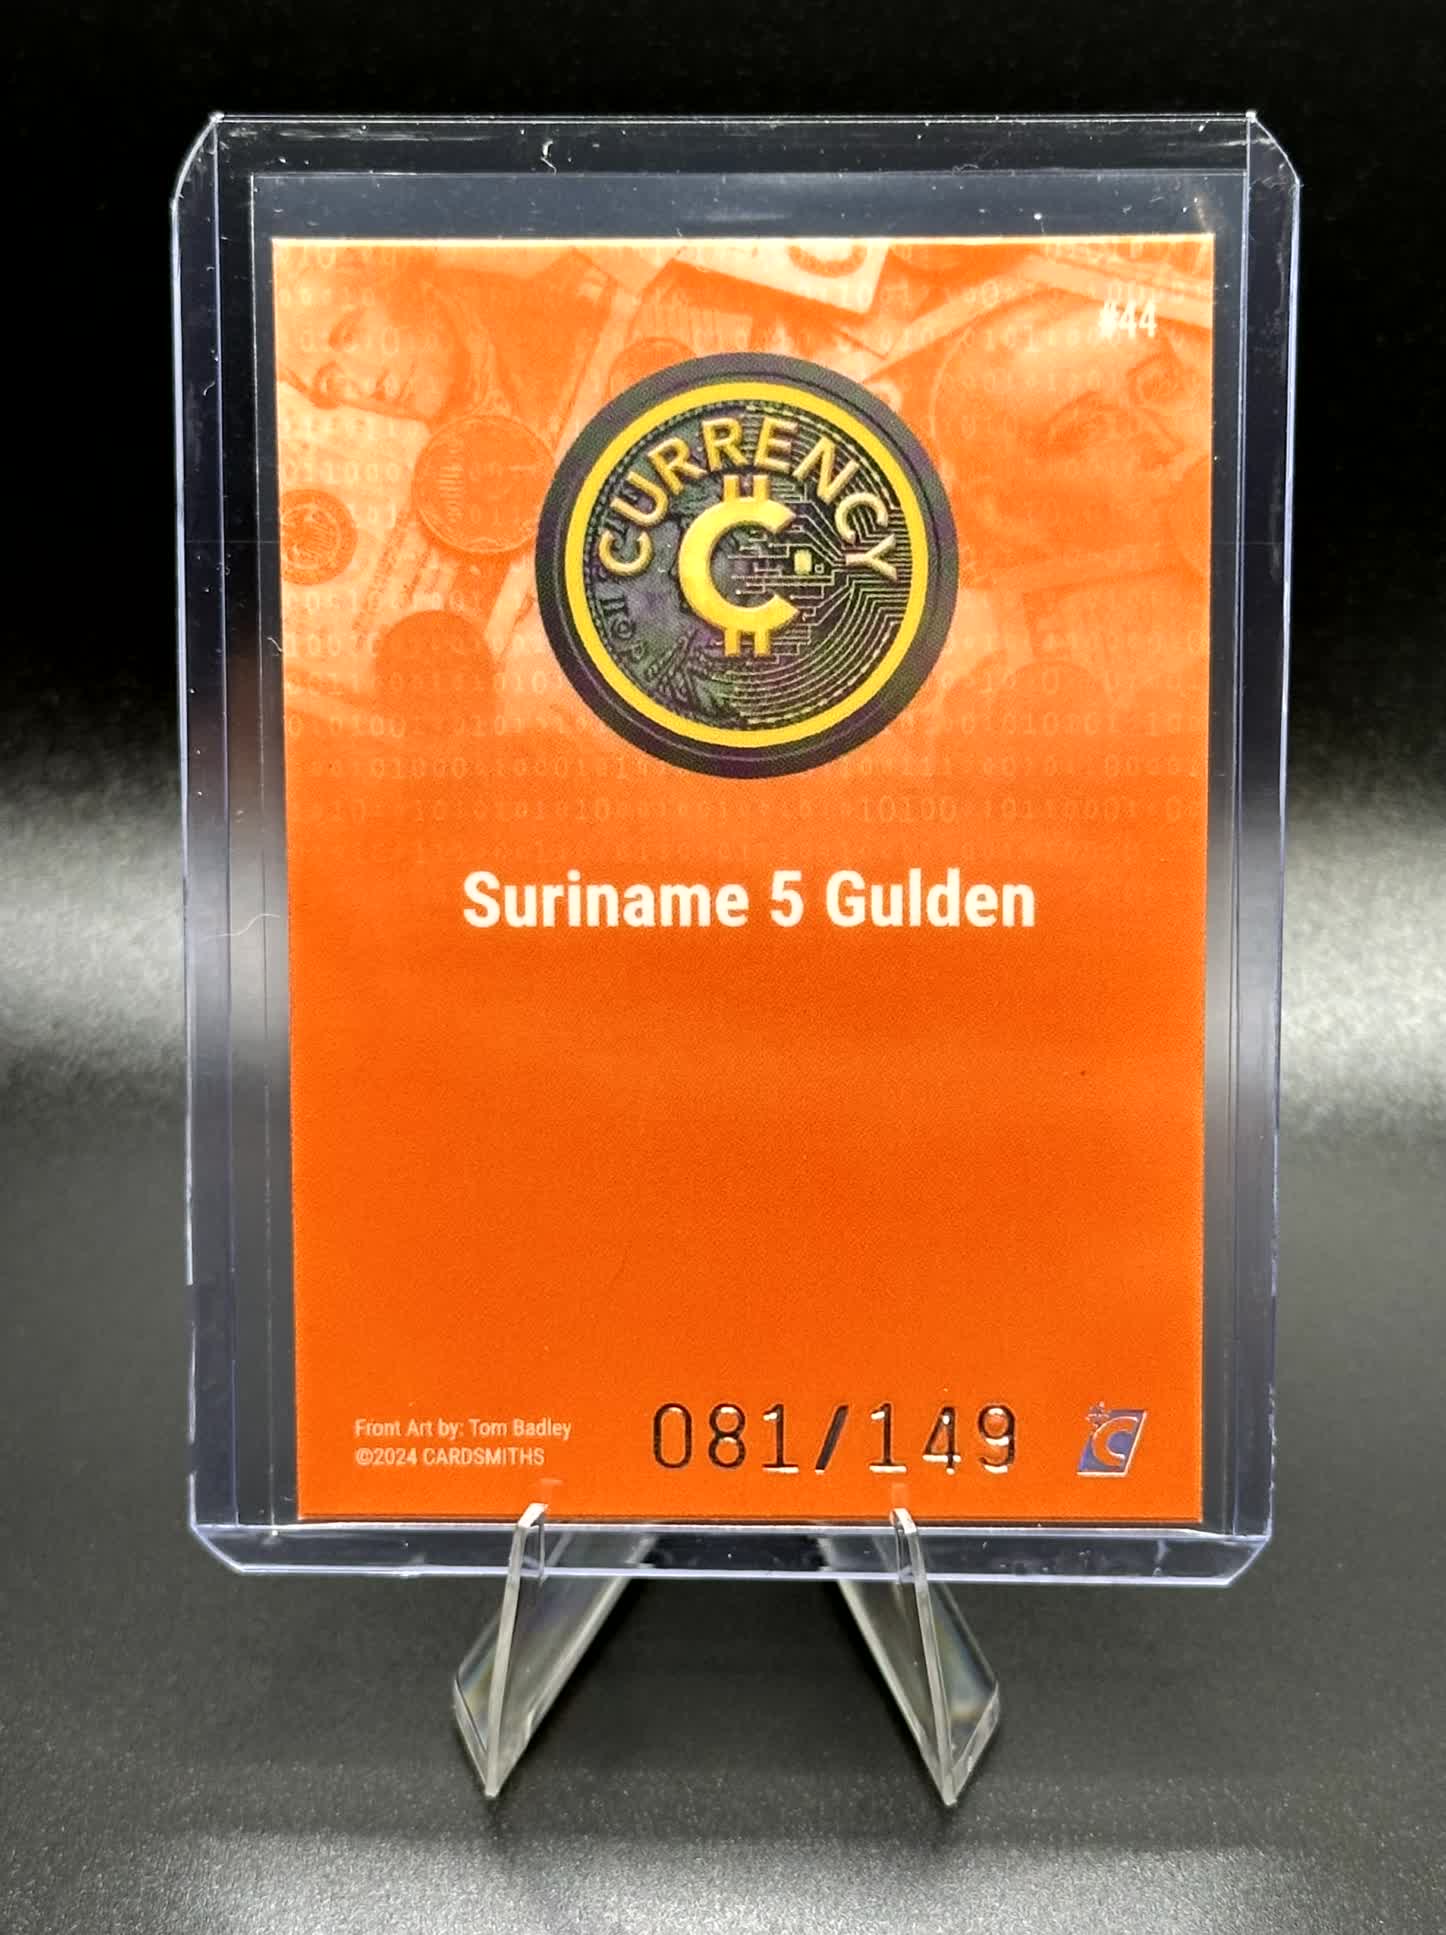 #44
CURRENCY
Suriname 5 Gulden
Front Art by: Tom Badley
©2024 CARDSMITHS
081/149